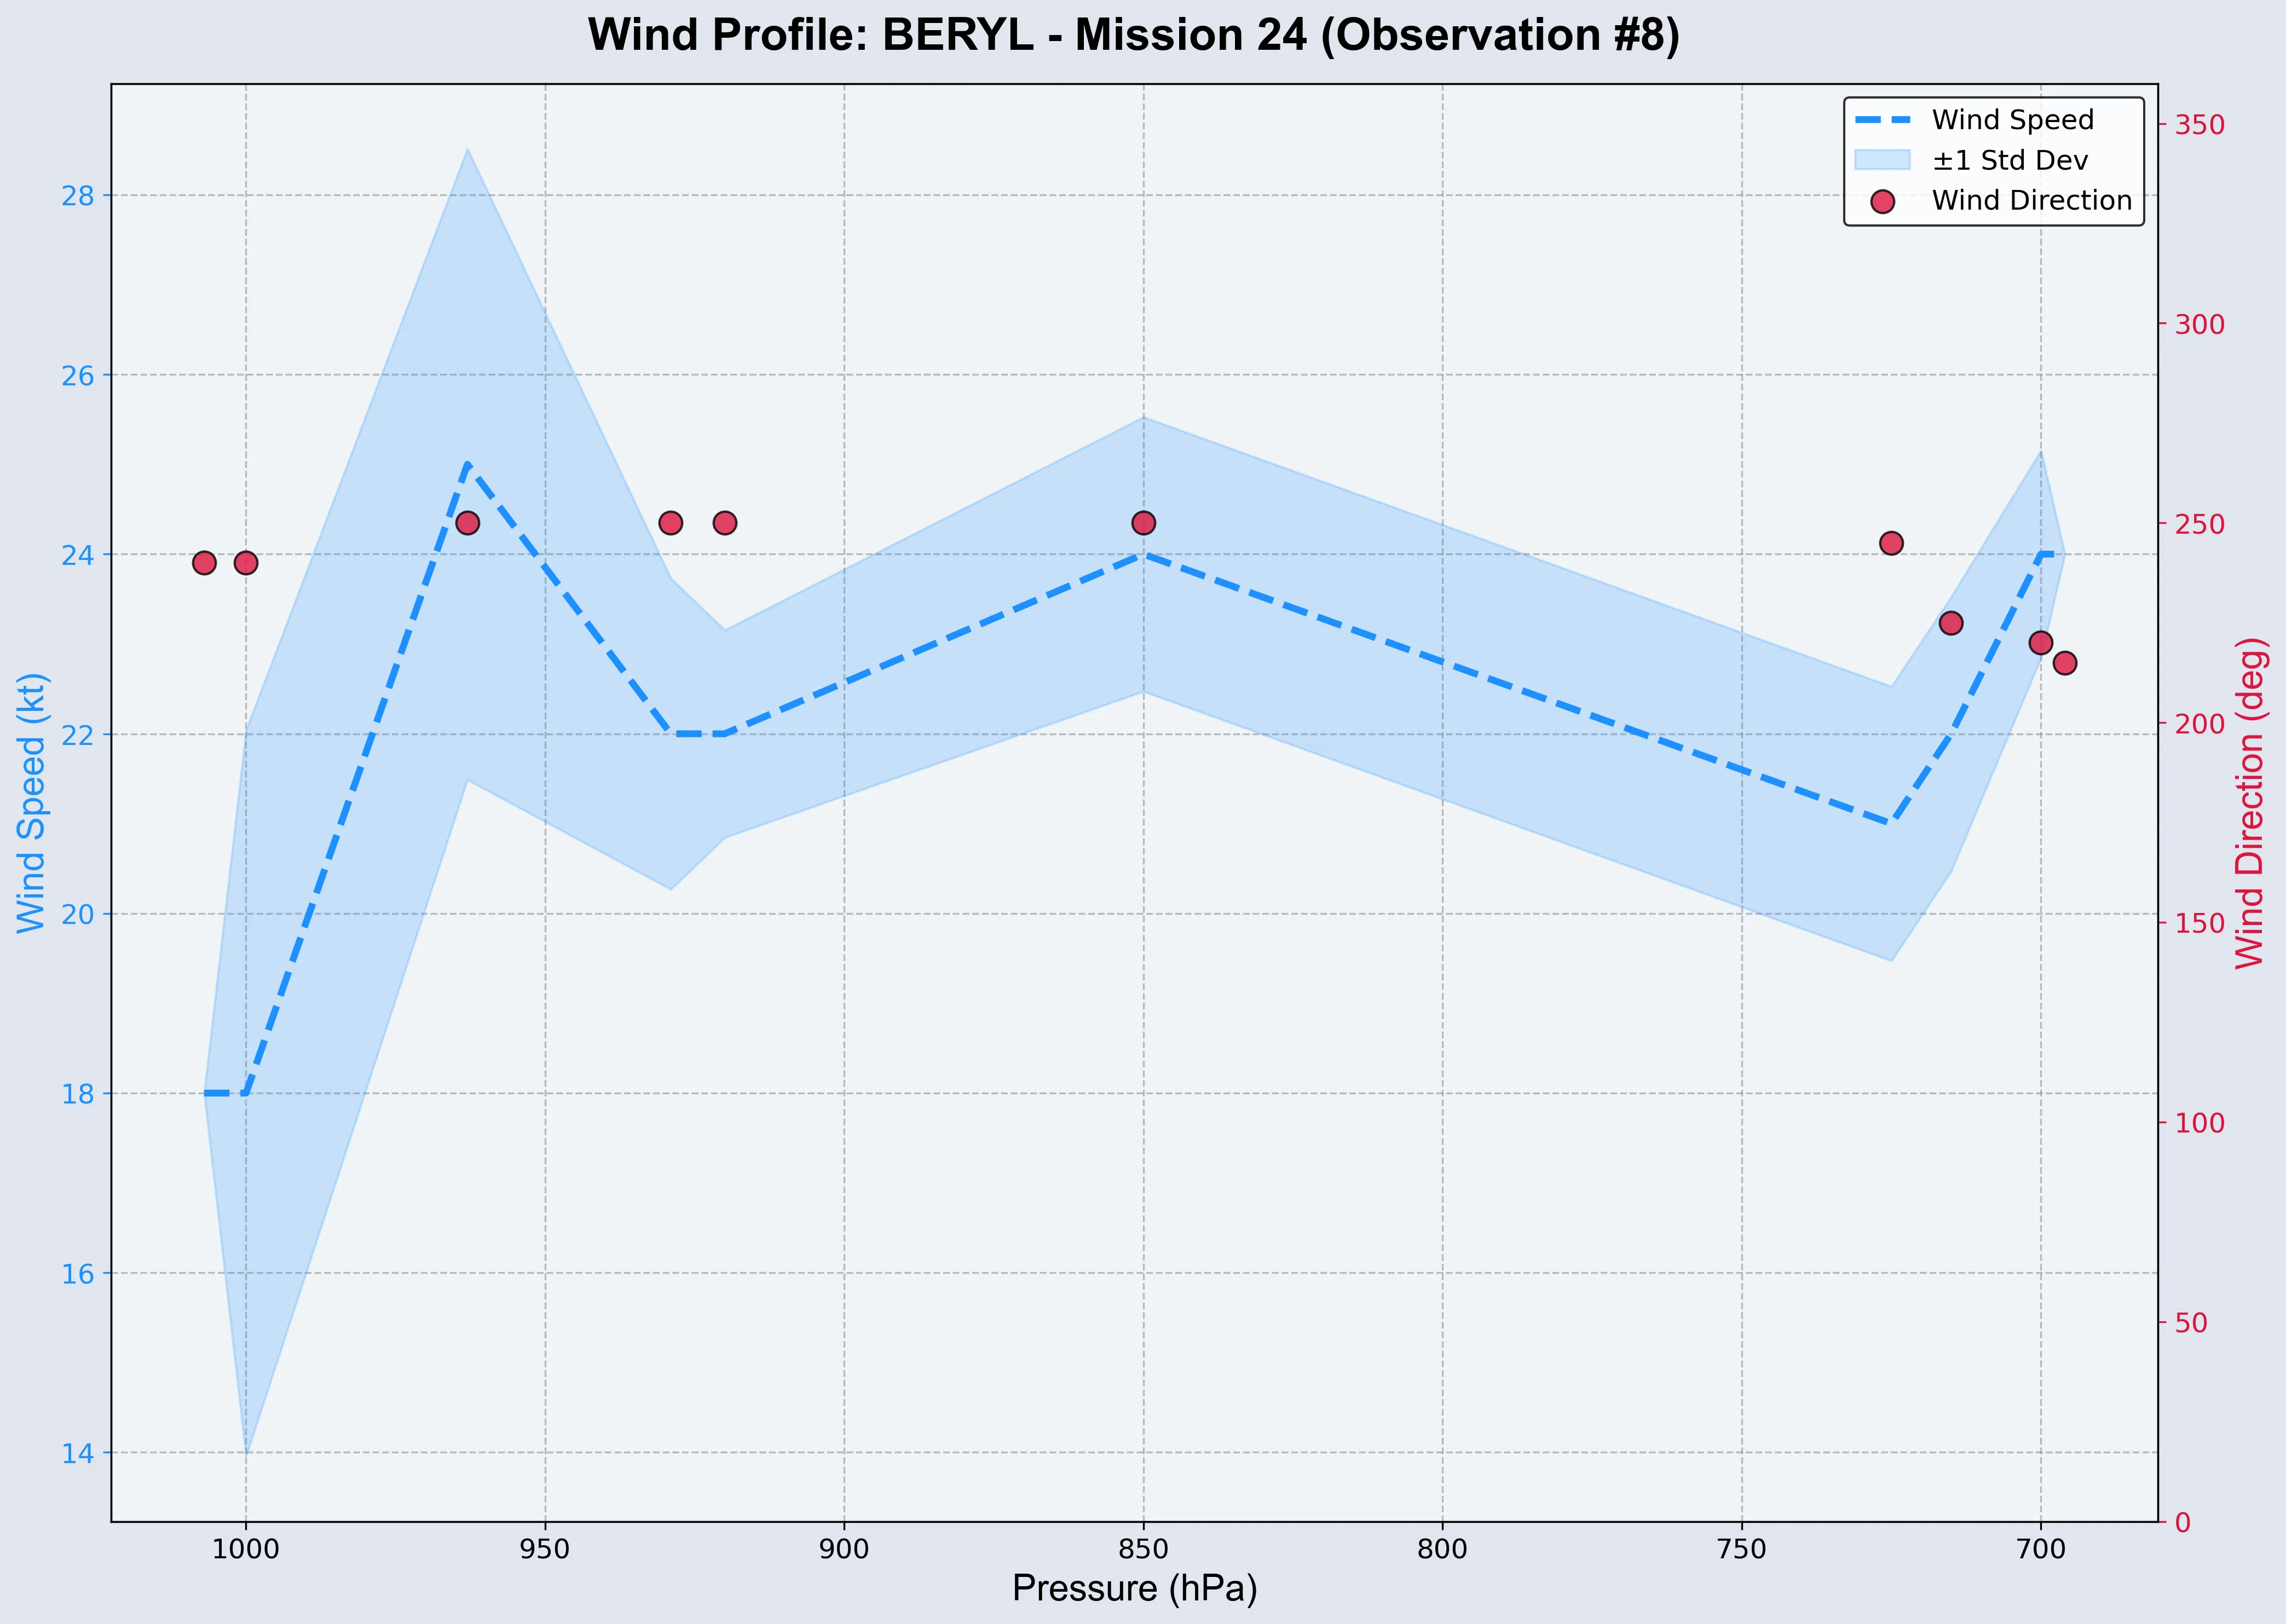 Wind Profile: BERYL - Mission 24 (Observation #8)
Wind Speed
±1 Std Dev
Wind Direction
28
26
24
22
20
18
16
14
Wind Speed (kt)
350
300
250
200
150
100
50
0
Wind Direction (deg)
1000 950 900 850 800 750 700
Pressure (hPa)